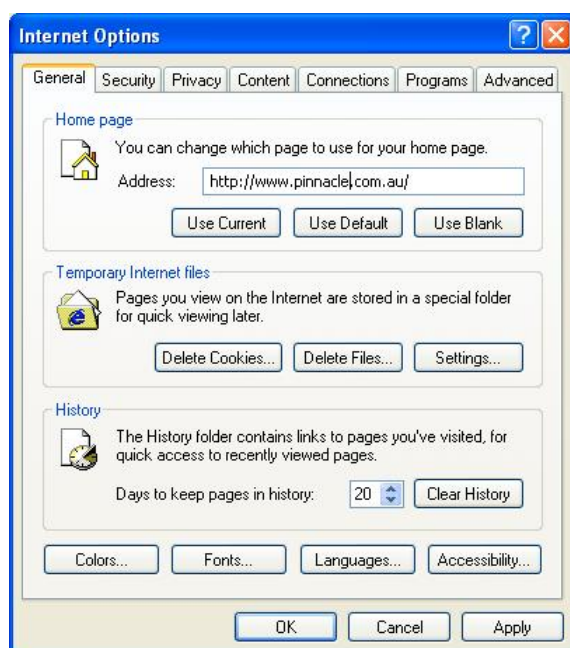 Internet Options
General Security Privacy Content Connections Programs Advanced
Home page
You can change which page to use for your home page.
Address: http://www.pinnacle.com.au/
Use Current Use Default Use Blank
Temporary Internet files
Pages you view on the Internet are stored in a special folder
for quick viewing later.
Delete Cookies... Delete Files... Settings...
History
The History folder contains links to pages you've visited, for
quick access to recently viewed pages.
Days to keep pages in history: 20 Clear History
Colors... Fonts... Languages... Accessibility...
OK Cancel Apply